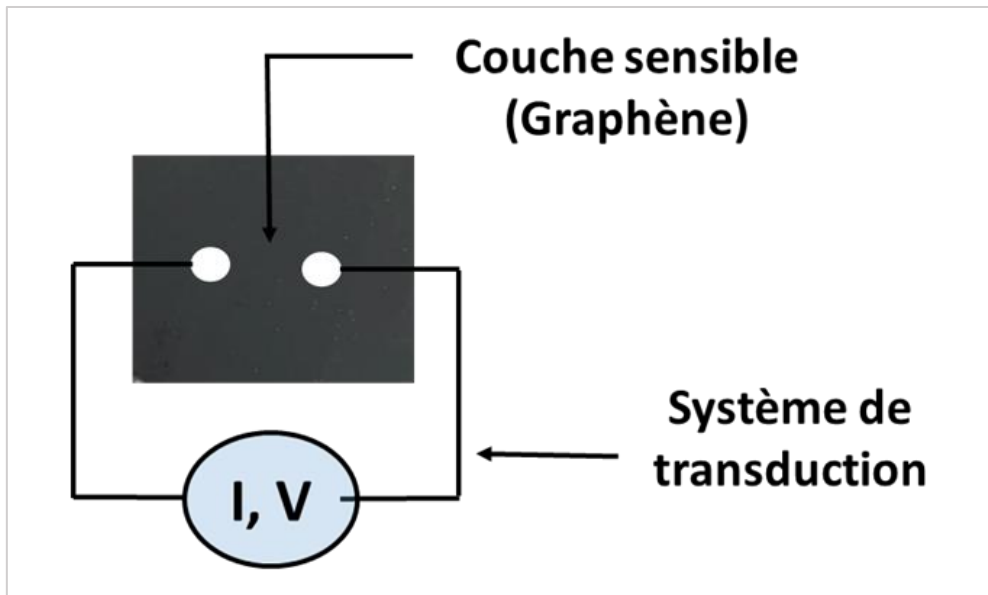 Couche sensible
(Graphène)
I, V
Système de
transduction